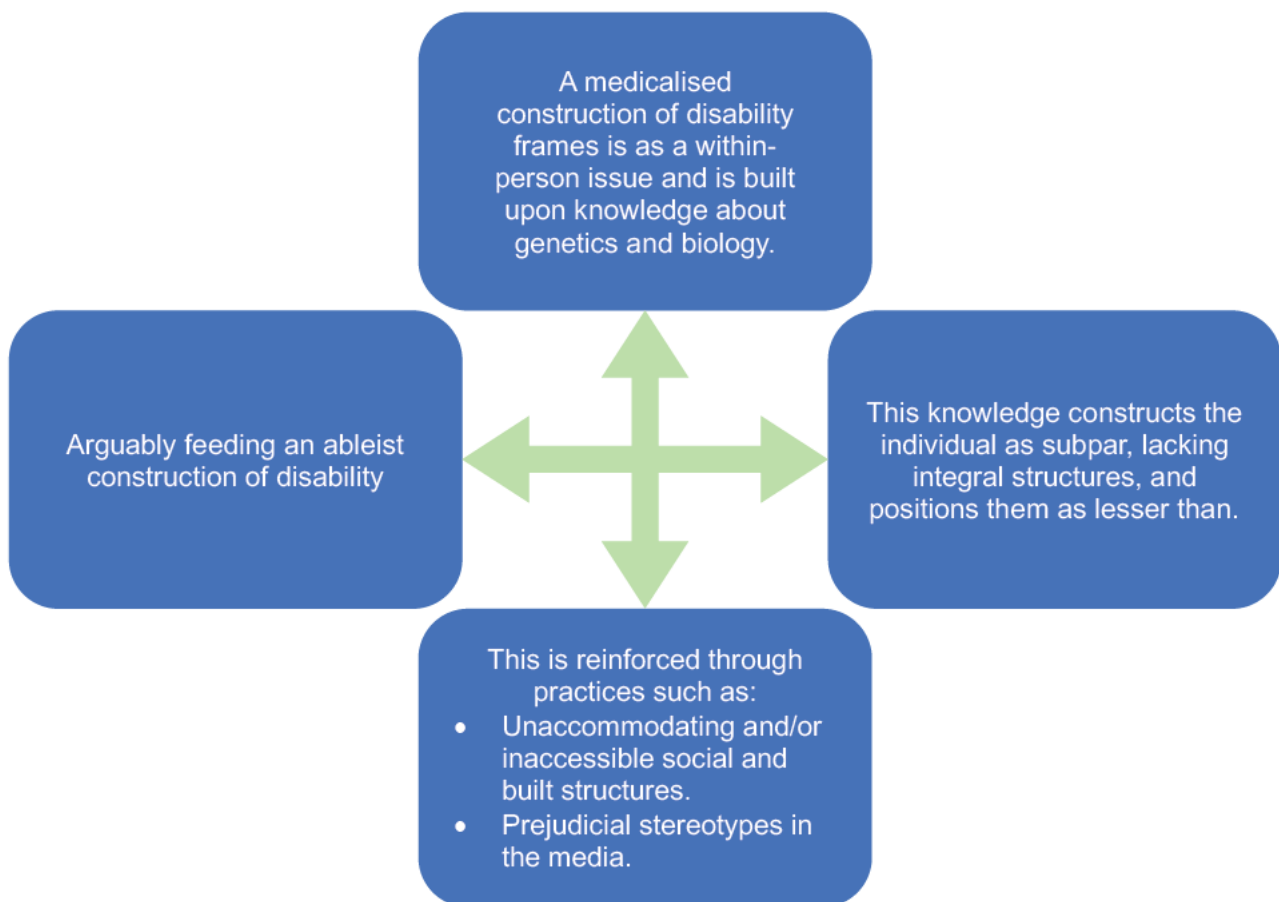 A medicalised
construction of disability
frames is as a within-
person issue and is built
upon knowledge about
genetics and biology.
Arguably feeding an ableist
construction of disability
This knowledge constructs the
individual as subpar, lacking
integral structures, and
positions them as lesser than.
This is reinforced through
practices such as:
• Unaccommodating and/or
inaccessible social and
built structures.
• Prejudicial stereotypes in
the media.